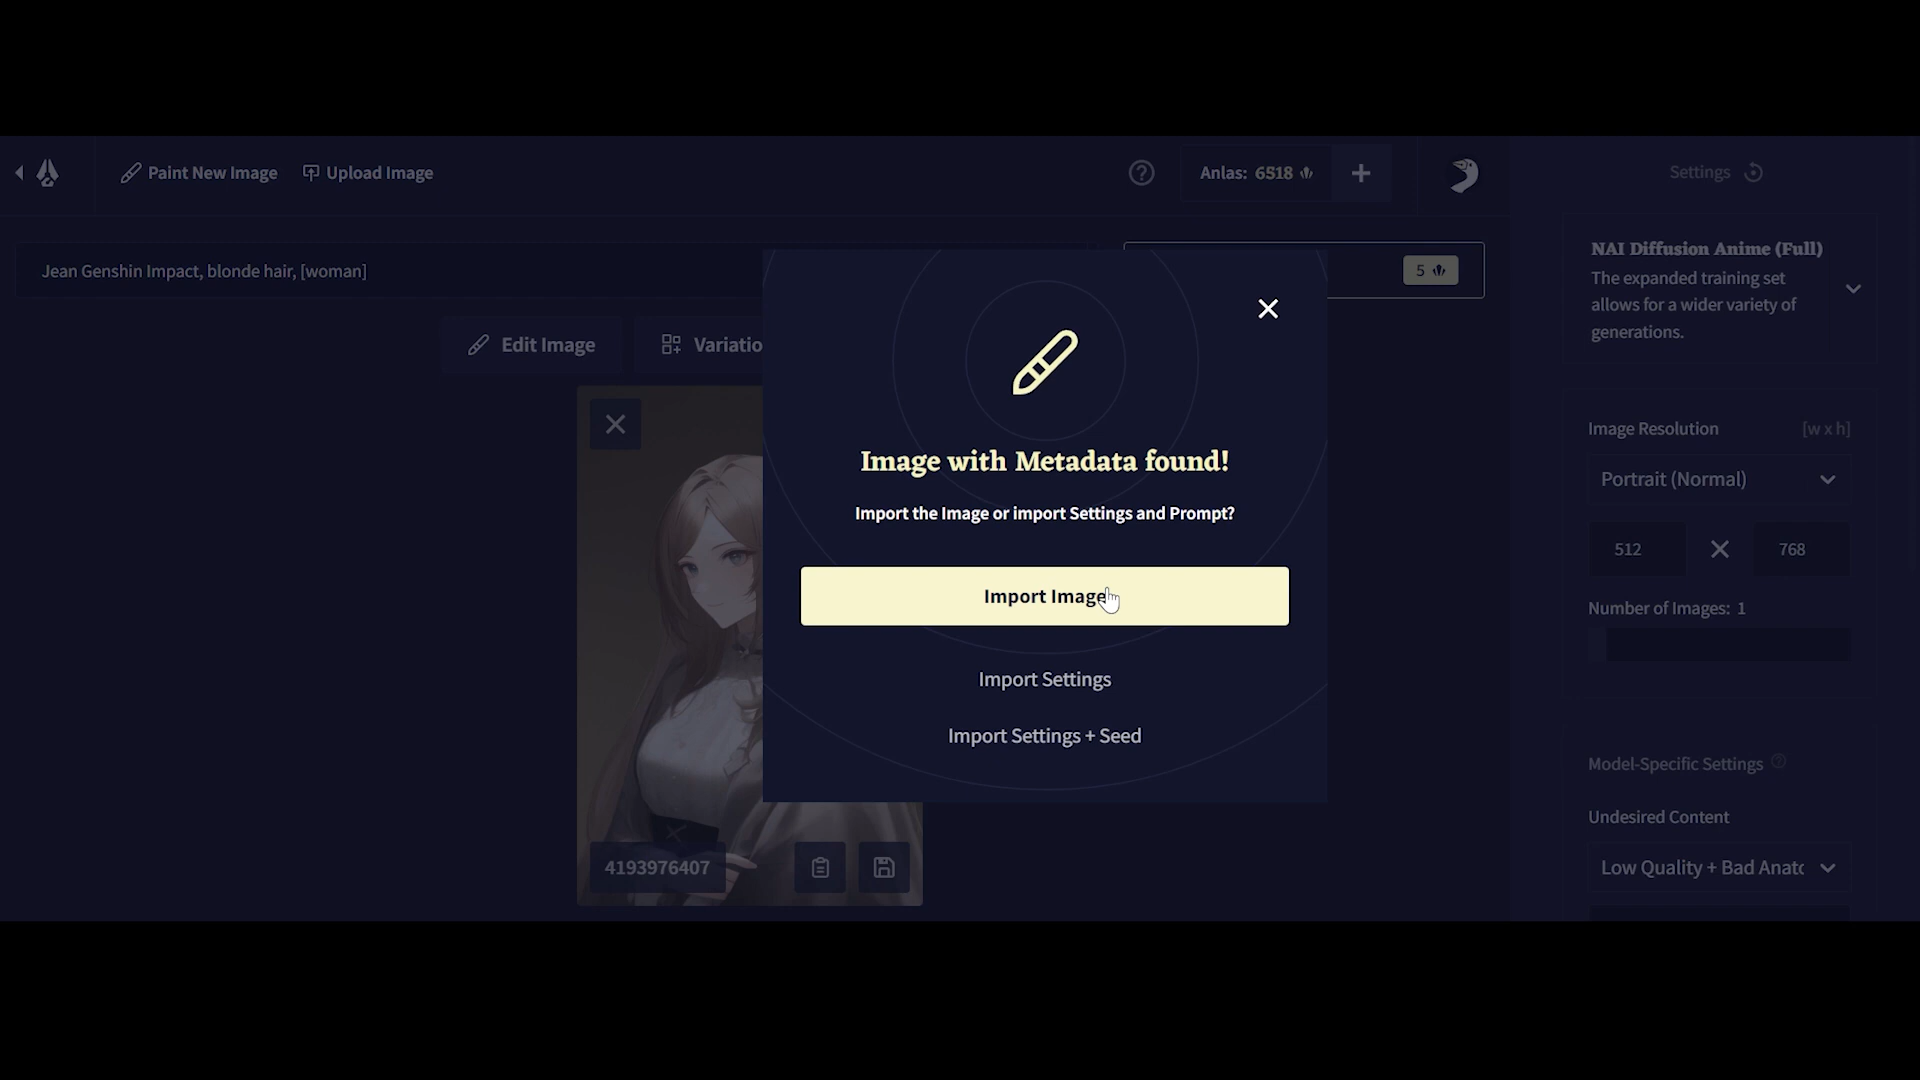 Paint New Image
Upload Image
Anlas: 6518
Settings
Jean Genshin Impact, blonde hair, [woman]
5
Edit Image
Variatio
NAI Diffusion Anime (Full)
The expanded training set
allows for a wider variety of
generations.
Image with Metadata found!
Import the Image or import Settings and Prompt?
Import Image
Import Settings
Import Settings + Seed
4193976407
Image Resolution [w x h]
Portrait (Normal)
512 768
Number of Images: 1
Model-Specific Settings
Undesired Content
Low Quality + Bad Anatc